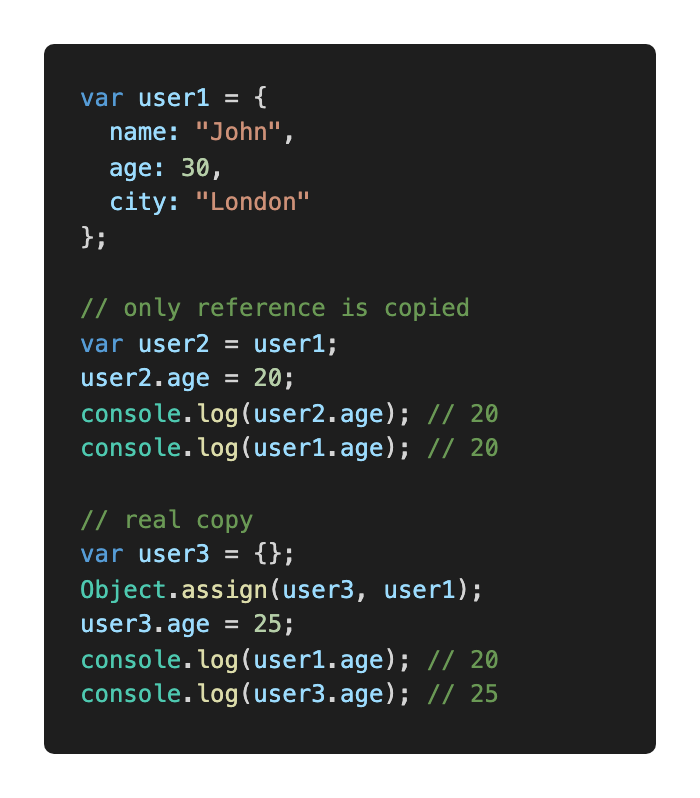 var user1 = {
  name: "John",
  age: 30,
  city: "London"
};

// only reference is copied
var user2 = user1;
user2.age = 20;
console.log(user2.age); // 20
console.log(user1.age); // 20

// real copy
var user3 = {};
Object.assign(user3, user1);
user3.age = 25;
console.log(user1.age); // 20
console.log(user3.age); // 25